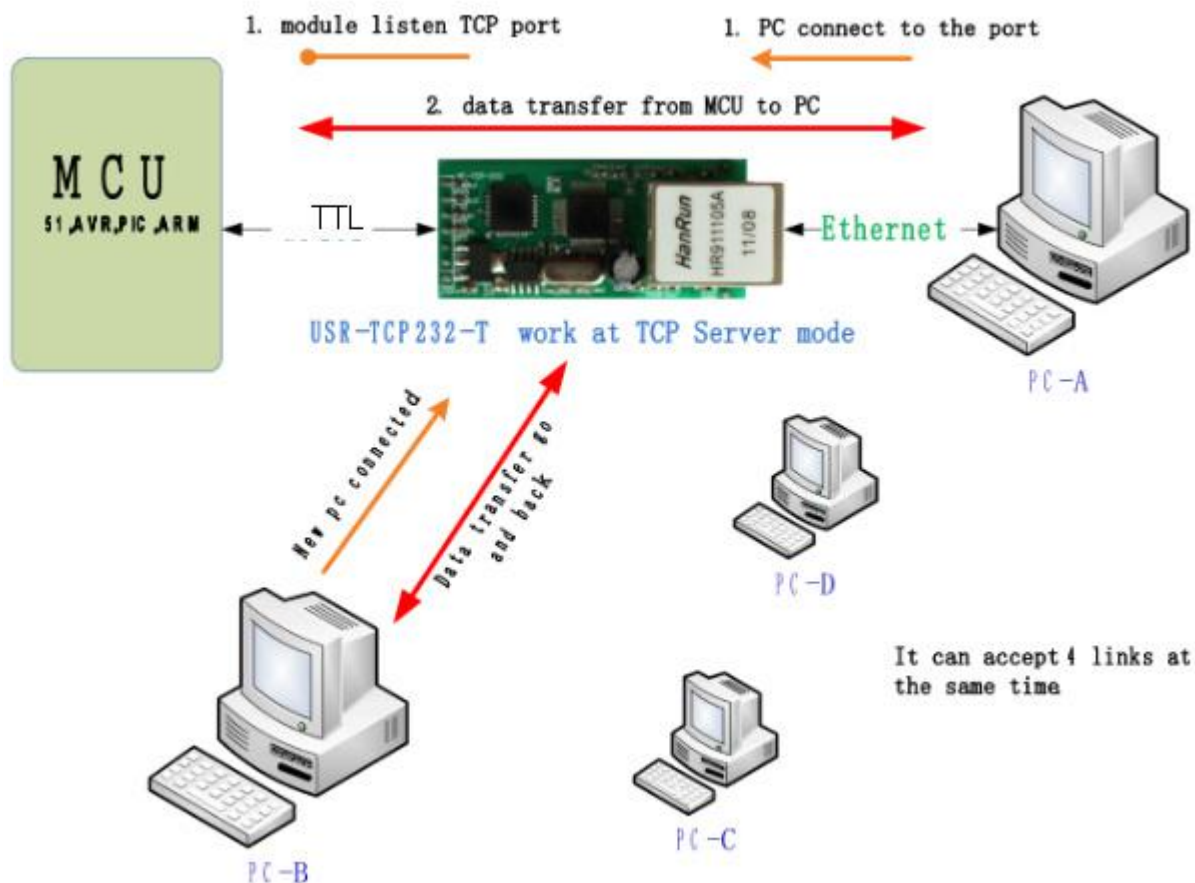 1. module listen TCP port
1. PC connect to the port
2. data transfer from MCU to PC
MCU
51,AVR,PIC,ARM
TTL
HanRun
HR911105A
11/08
Ethernet
USR-TCP232-T work at TCP Server mode
PC-A
New pc connected
Data transfer go
and back
PC-D
It can accept 4 links at
the same time
PC-C
PC-B